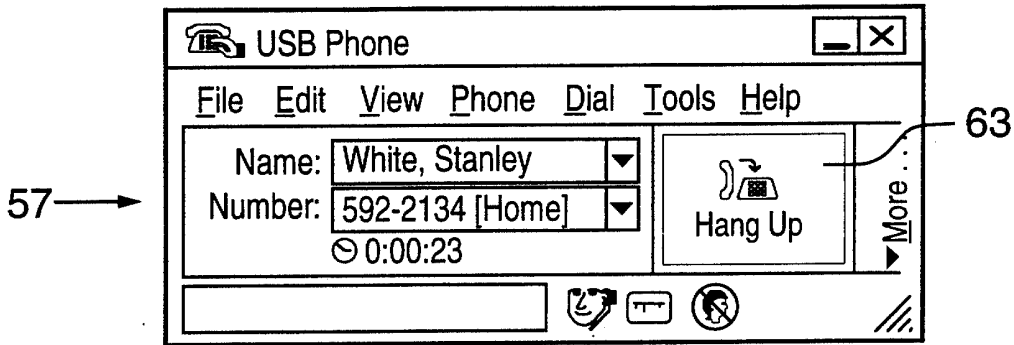 USB Phone
File Edit View Phone Dial Tools Help
63
Name: White, Stanley
57
Number: 592-2134 [Home]
0:00:23
Hang Up
More . . .